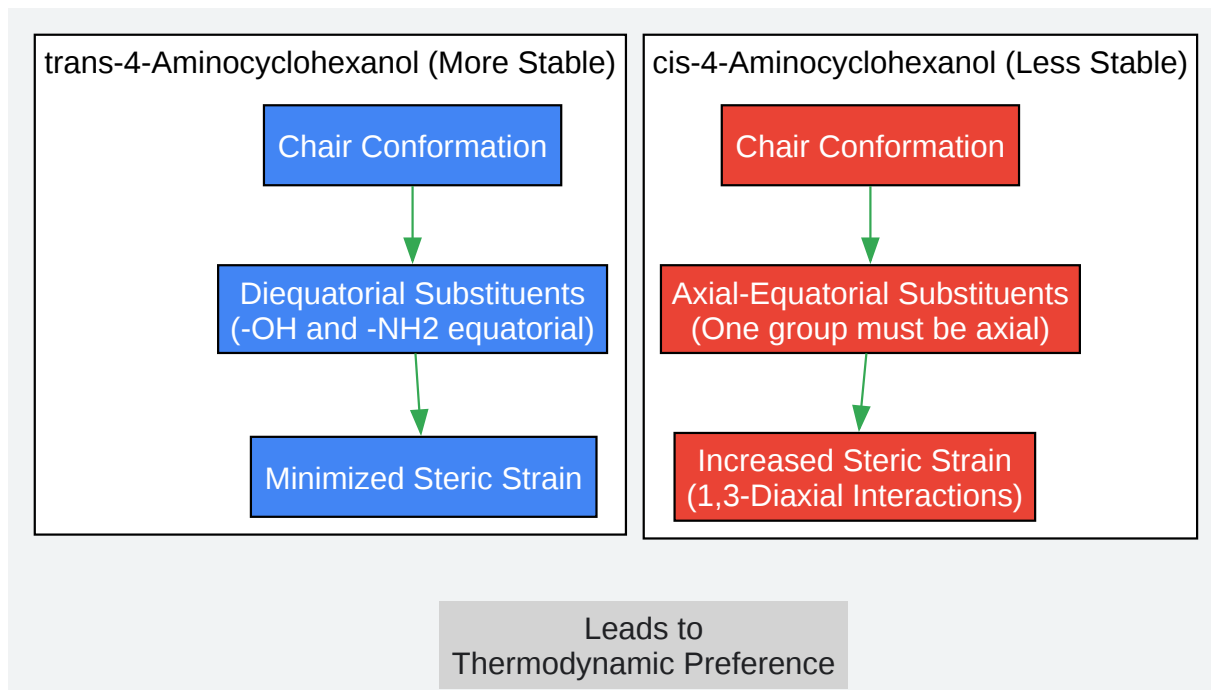 trans-4-Aminocyclohexanol (More Stable)
Chair Conformation
Diequatorial Substituents
(-OH and -NH2 equatorial)
Minimized Steric Strain
cis-4-Aminocyclohexanol (Less Stable)
Chair Conformation
Axial-Equatorial Substituents
(One group must be axial)
Increased Steric Strain
(1,3-Diaxial Interactions)
Leads to
Thermodynamic Preference